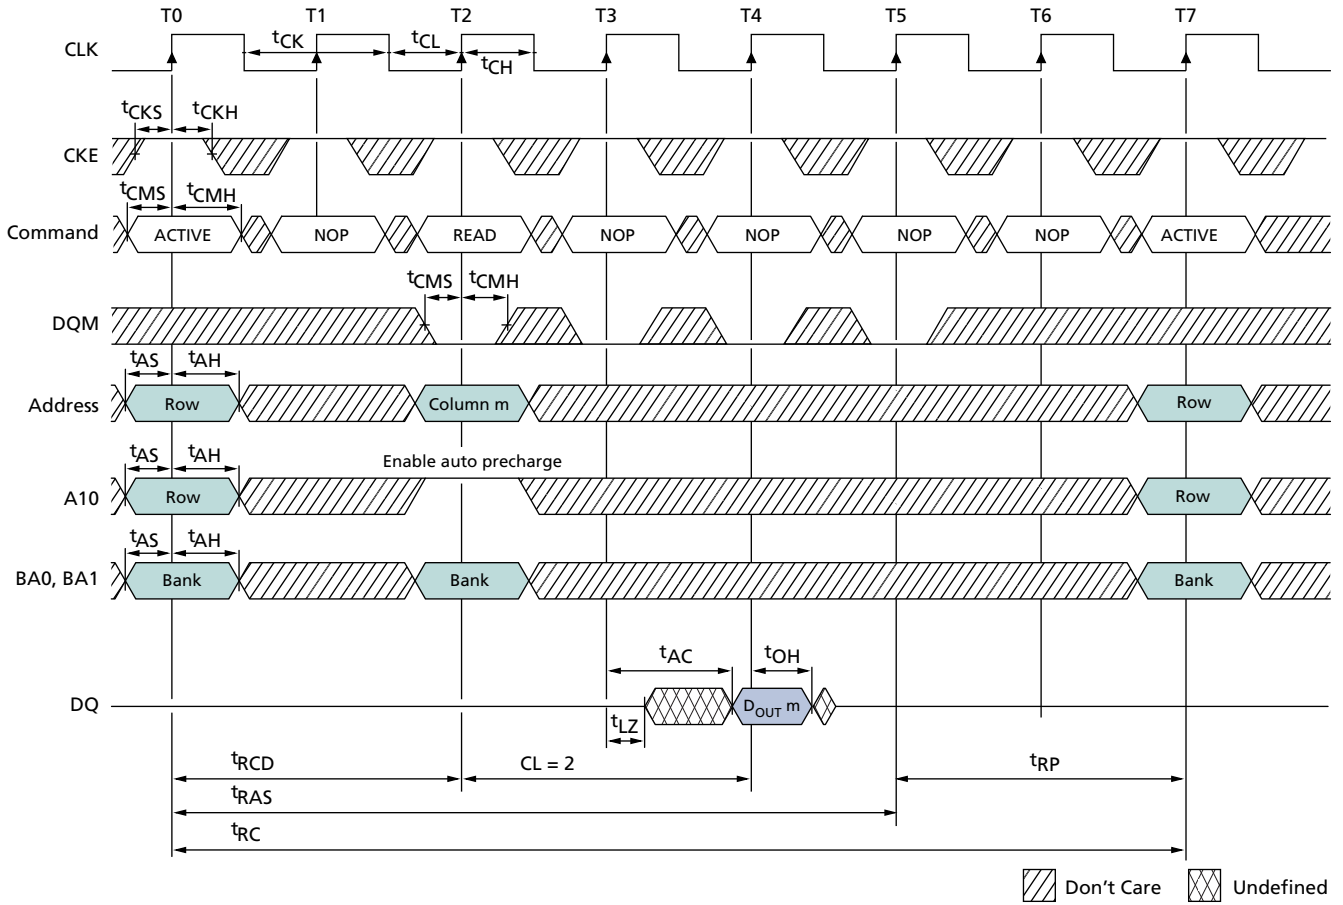 T0 T1 T2 T3 T4 T5 T6 T7
CLK
tCK tCL
tCH
tCKS tCKH
CKE
tCMS tCMH
Command ACTIVE NOP READ NOP NOP NOP NOP ACTIVE
tCMS tCMH
DQM
tAS tAH
Address Row Column m Row
tAS tAH
Enable auto precharge
A10 Row Row
tAS tAH
BA0, BA1 Bank Bank Bank
tAC tOH
DQ DOUT m
tLZ
tRCD CL = 2 tRP
tRAS
tRC
Don't Care Undefined